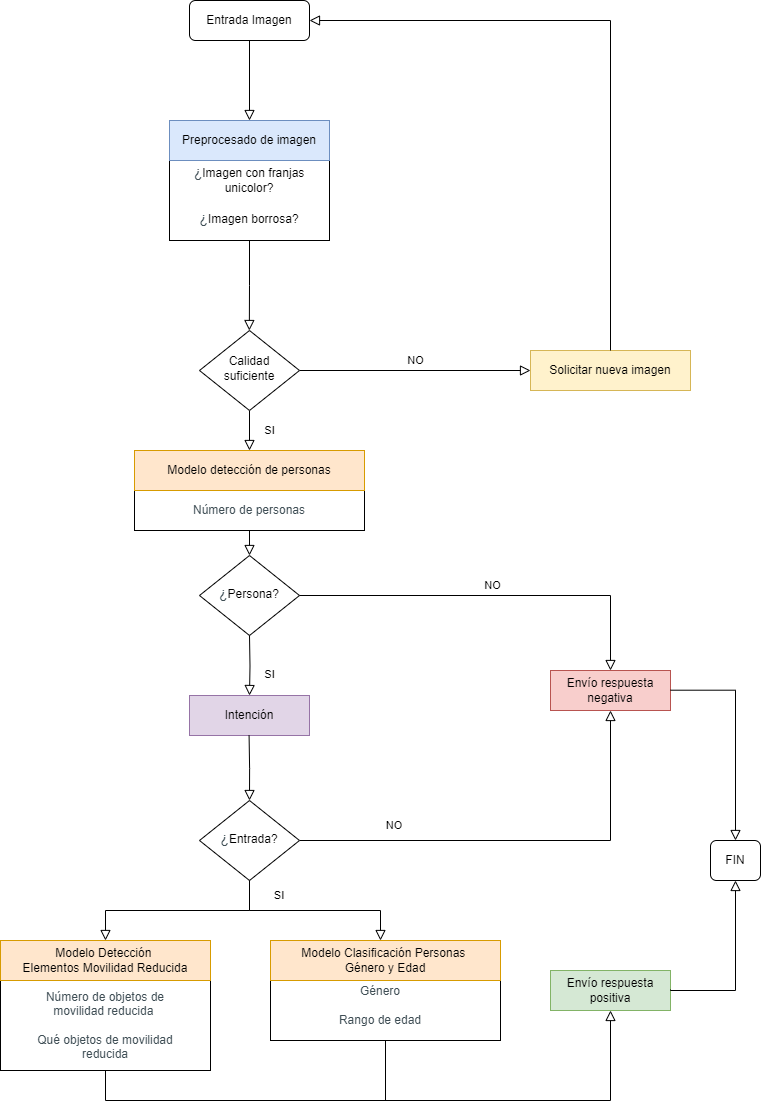 Entrada Imagen
Preprocesado de imagen
¿Imagen con franjas
unicolor?
¿Imagen borrosa?
Calidad
suficiente
NO
Solicitar nueva imagen
SI
Modelo detección de personas
Número de personas
¿Persona?
NO
SI
Envío respuesta
negativa
Intención
¿Entrada?
NO
FIN
SI
Modelo Detección
Elementos Movilidad Reducida
Número de objetos de
movilidad reducida
Qué objetos de movilidad
reducida
Modelo Clasificación Personas
Género y Edad
Género
Rango de edad
Envío respuesta
positiva